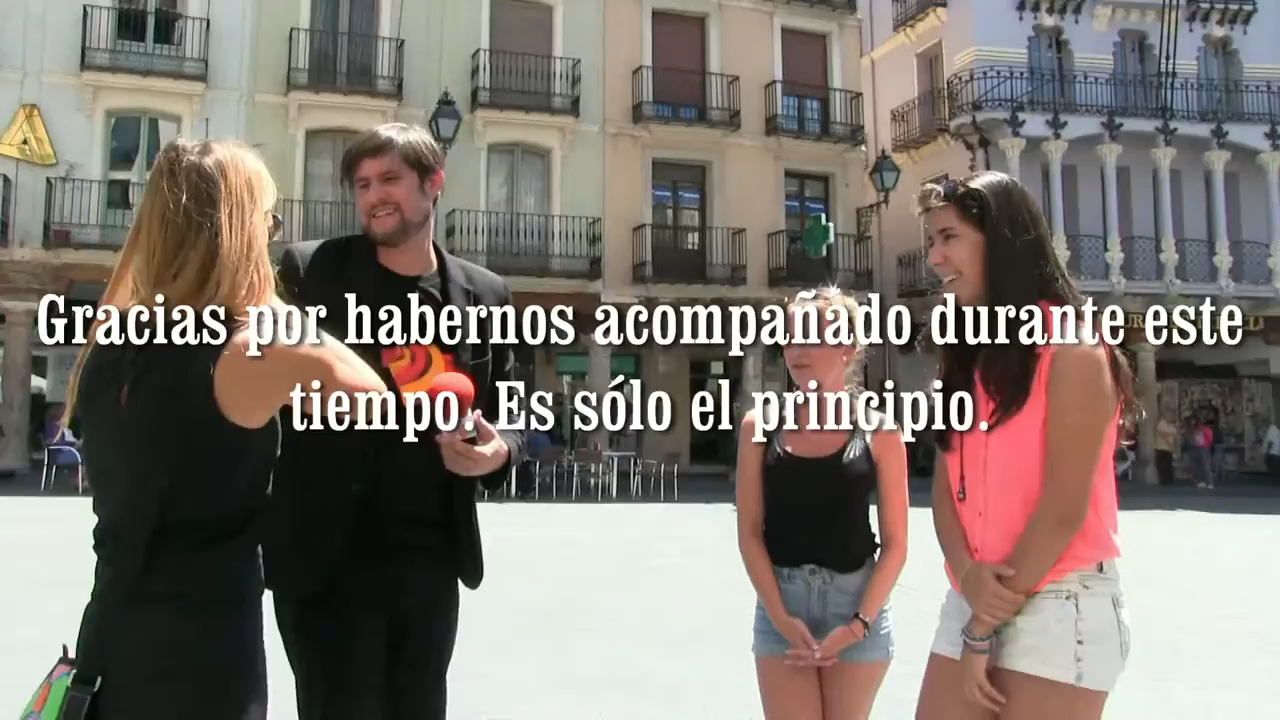 A
Gracias por habernos acompañado durante este
tiempo. Es sólo el principio.